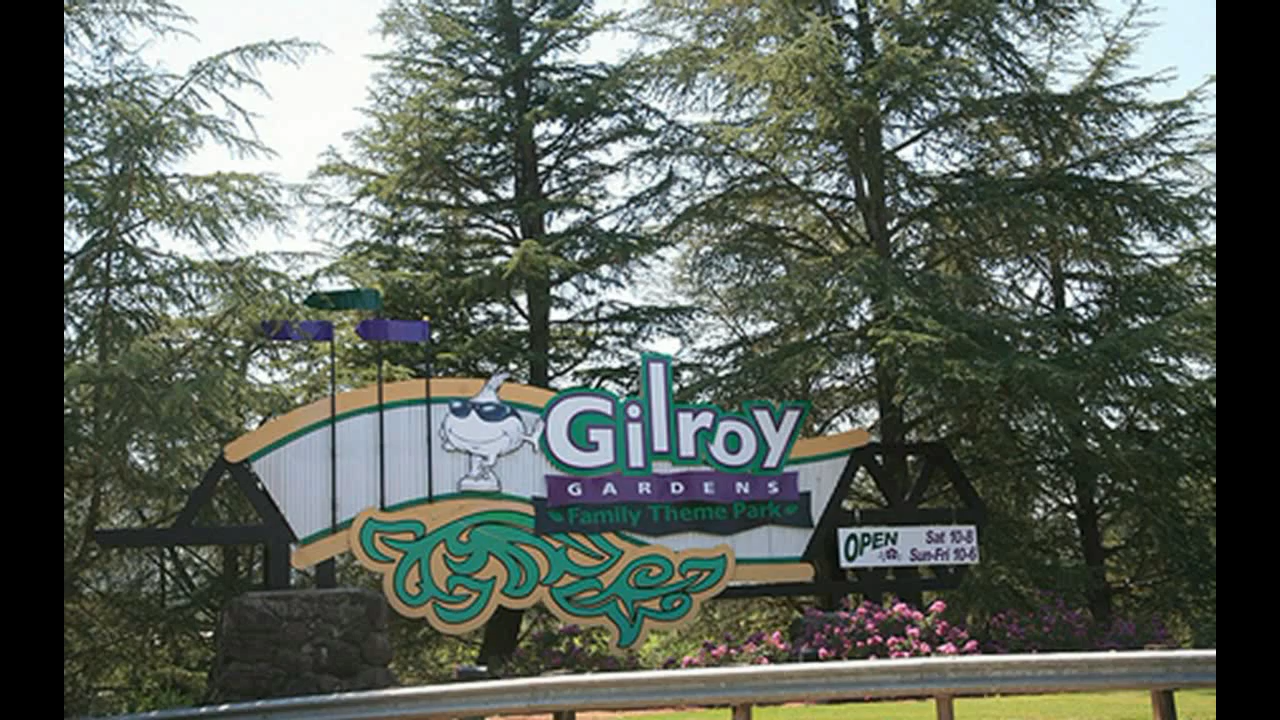 Gilroy
GARDENS
Family Theme Park
OPEN
Sat 10-8
Sun-Fri 10-6